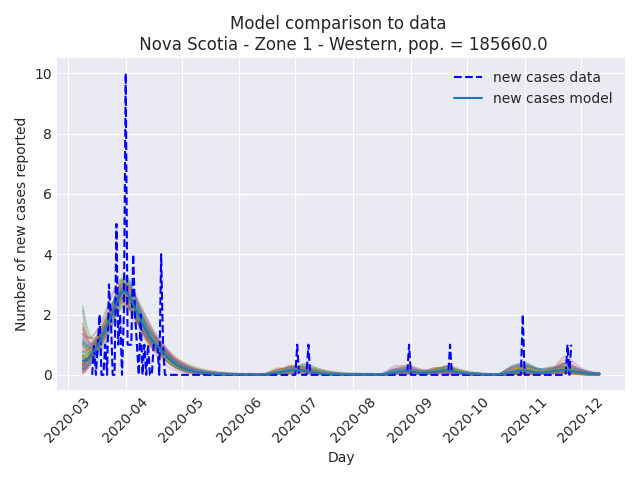 Model comparison to data
Nova Scotia - Zone 1 - Western, pop. = 185660.0
new cases data
new cases model
Number of new cases reported
10
8
6
4
2
0
2020-03
2020-04
2020-05
2020-06
2020-07
2020-08
2020-09
2020-10
2020-11
2020-12
Day